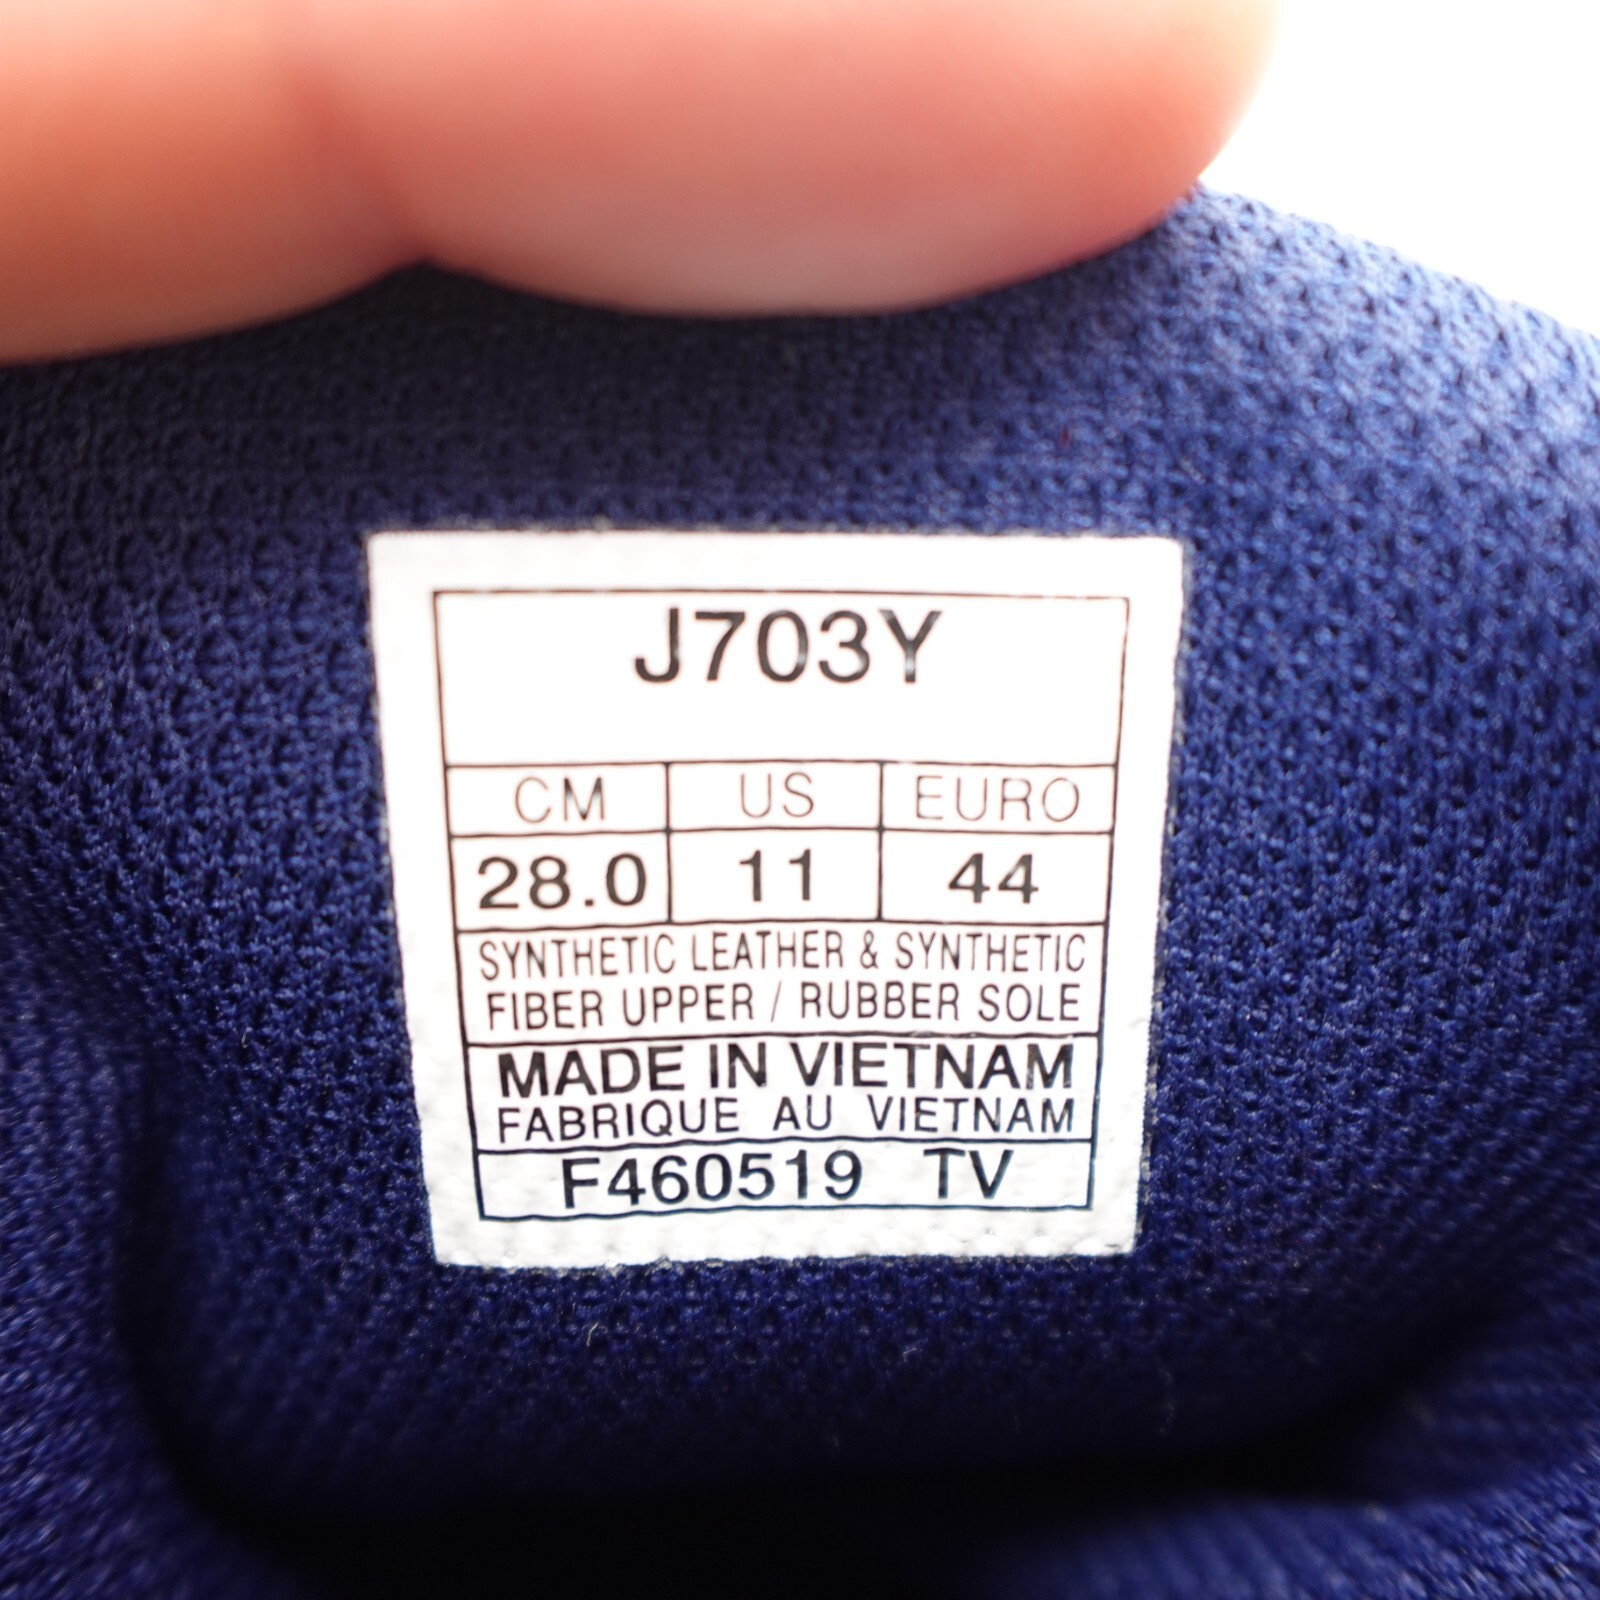 J703Y
CM US EURO
28.0 11 44
SYNTHETIC LEATHER & SYNTHETIC
FIBER UPPER / RUBBER SOLE
MADE IN VIETNAM
FABRIQUE AU VIETNAM
F460519 TV